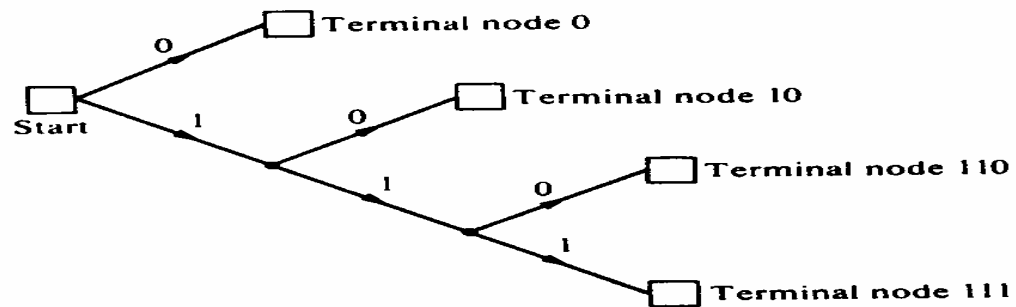 0
Terminal node 0
Start
1
0
Terminal node 10
1
0
Terminal node 110
1
Terminal node 111